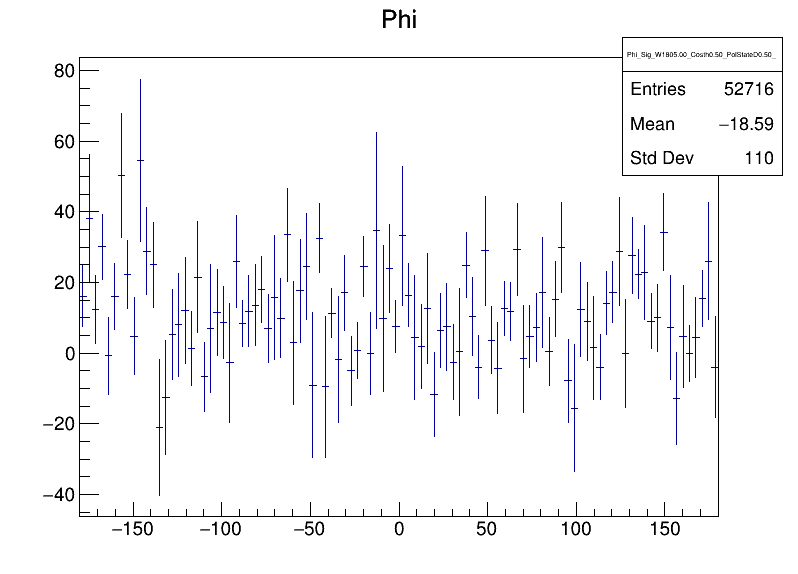 Phi
Phi_Sig_W1605.00_Costh0.50_PolStateD0.50_
Entries 52716
Mean −18.59
Std Dev 110
80
60
40
20
0
−20
−40
−150 −100 −50 0 50 100 150